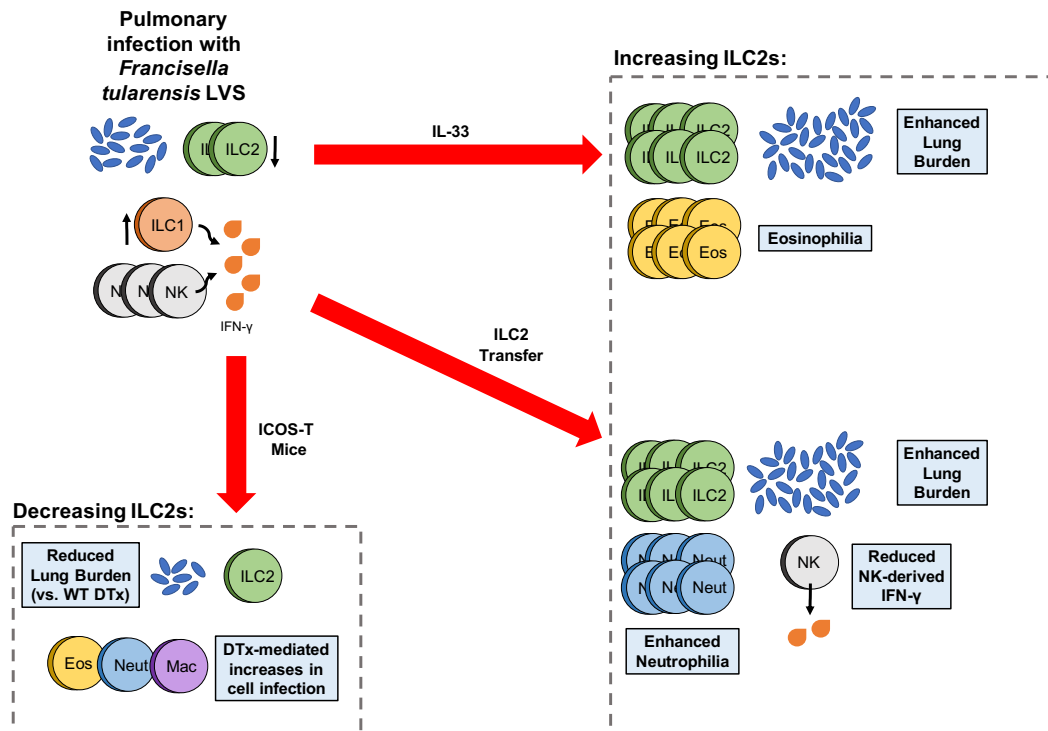 Pulmonary
infection with
Francisella
tularensis LVS
ILC2
ILC1
NK
IFN-γ
IL-33
ILC2
Transfer
ICOS-T
Mice
Increasing ILC2s:
ILC2
ILC2
Enhanced
Lung
Burden
Eos
Eos
Eosinophilia
ILC2
ILC2
Enhanced
Lung
Burden
Neut
Neut
NK
Reduced
NK-derived
IFN-γ
Enhanced
Neutrophilia
Decreasing ILC2s:
Reduced
Lung Burden
(vs. WT DTx)
ILC2
Eos
Neut
Mac
DTx-mediated
increases in
cell infection